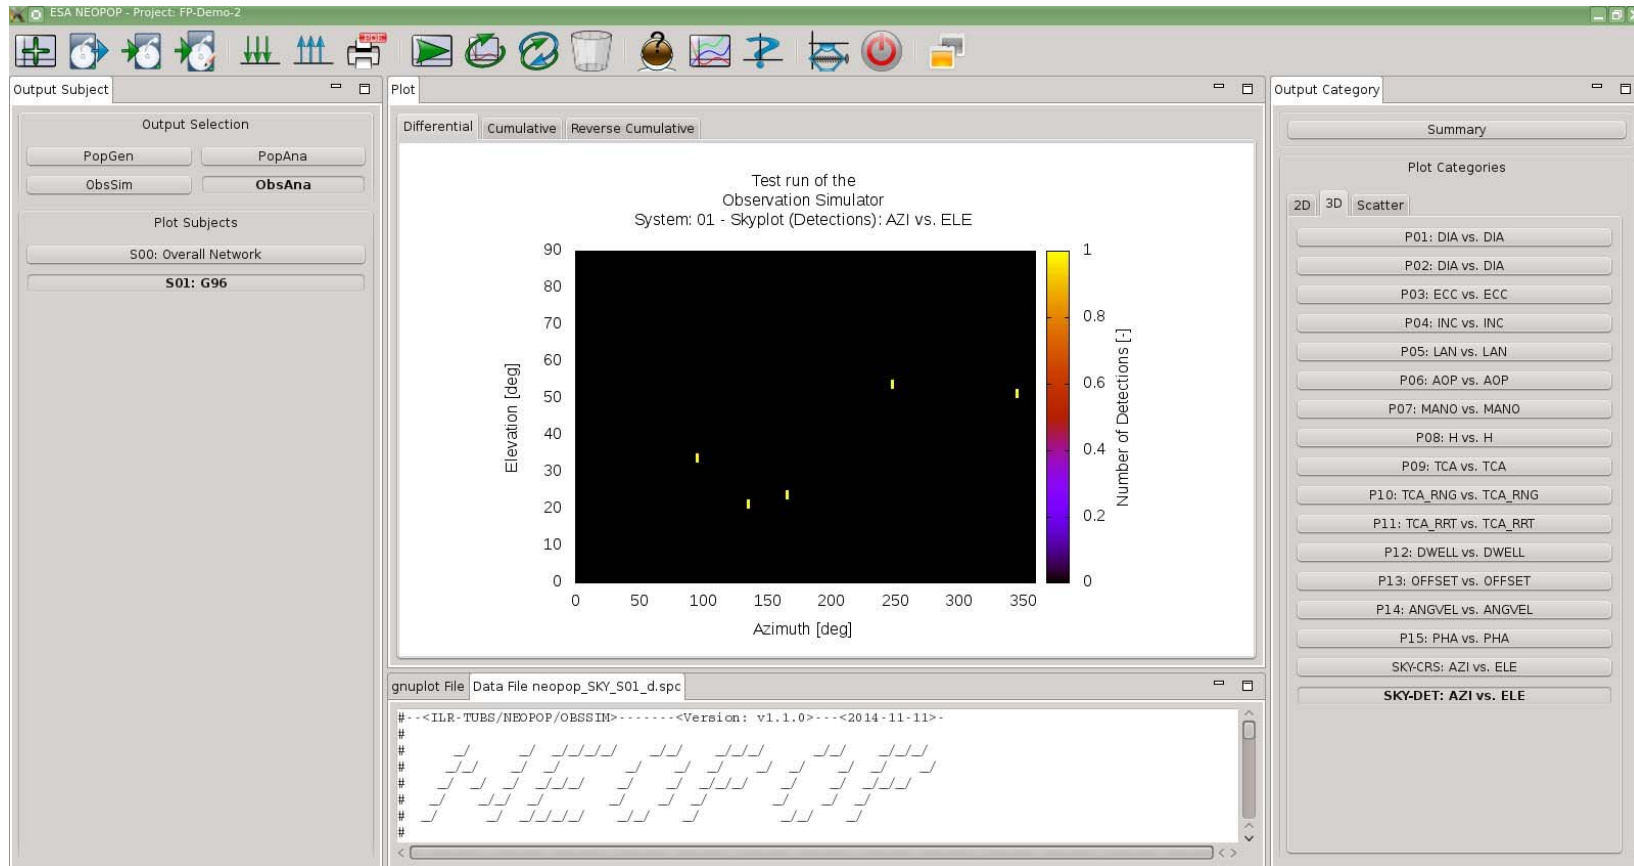 ESA NEOPOP - Project: FP-Demo-2
PDF
Output Subject
Output Selection
PopGen
PopAna
ObsSim
ObsAna
Plot Subjects
S00: Overall Network
S01: G96
Plot
Differential
Cumulative
Reverse Cumulative
Test run of the
Observation Simulator
System: 01 - Skyplot (Detections): AZI vs. ELE
90
80
70
60
50
40
30
20
10
0
Elevation [deg]
0
50
100
150
200
250
300
350
Azimuth [deg]
1
0.8
0.6
0.4
0.2
0
Number of Detections [-]
gnuplot File
Data File neopop_SKY_S01_d.spc
#--<ILR-TUBS/NEOPOP/OBSSIM>-------<Version: v1.1.0>---<2014-11-11>-
#
# NEOPOP
#
#
#
#
#
Output Category
Summary
Plot Categories
2D
3D
Scatter
P01: DIA vs. DIA
P02: DIA vs. DIA
P03: ECC vs. ECC
P04: INC vs. INC
P05: LAN vs. LAN
P06: AOP vs. AOP
P07: MANO vs. MANO
P08: H vs. H
P09: TCA vs. TCA
P10: TCA_RNG vs. TCA_RNG
P11: TCA_RRT vs. TCA_RRT
P12: DWELL vs. DWELL
P13: OFFSET vs. OFFSET
P14: ANGVEL vs. ANGVEL
P15: PHA vs. PHA
SKY-CRS: AZI vs. ELE
SKY-DET: AZI vs. ELE